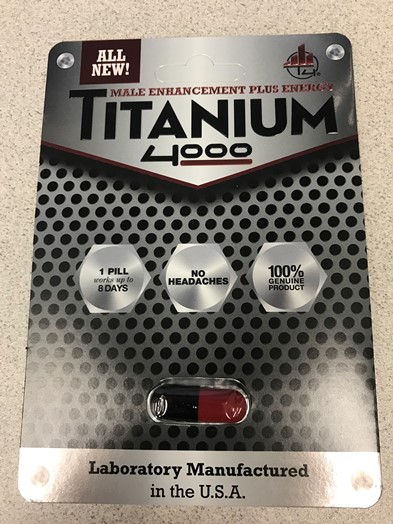 ALL
NEW!
4
MALE ENHANCEMENT PLUS ENERGY
TITANIUM
4000
1 PILL
works up to
8 DAYS
NO
HEADACHES
100%
GENUINE
PRODUCT
Laboratory Manufactured
in the U.S.A.